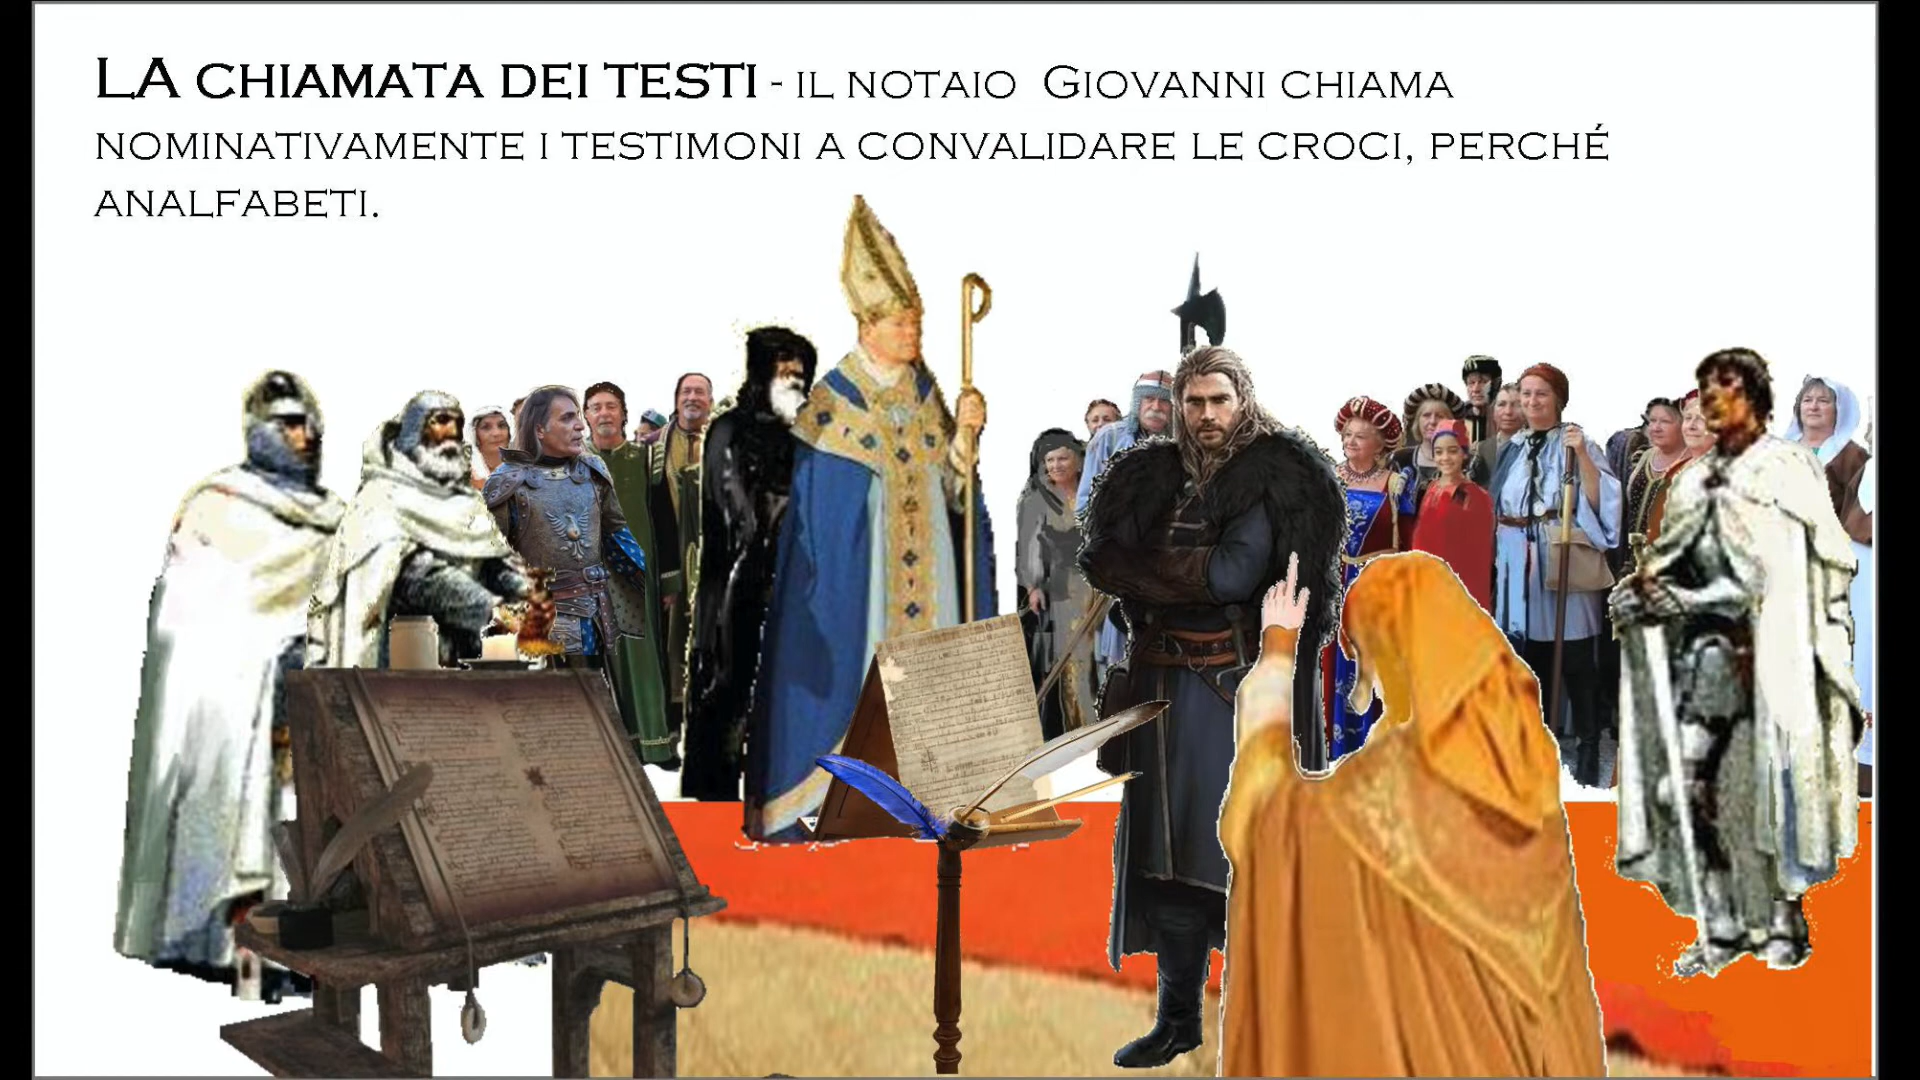 LA CHIAMATA DEI TESTI - IL NOTAIO GIOVANNI CHIAMA
NOMINATIVAMENTE I TESTIMONI A CONVALIDARE LE CROCI, PERCHÉ
ANALFABETI.